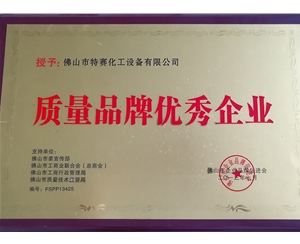 授予：佛山市特赛化工设备有限公司
质量品牌优秀企业
支持单位：
佛山市委宣传部
佛山市工商业联合会（总商会）
佛山市工商行政管理局
佛山市质量技术监督局
编号：FSPP13425